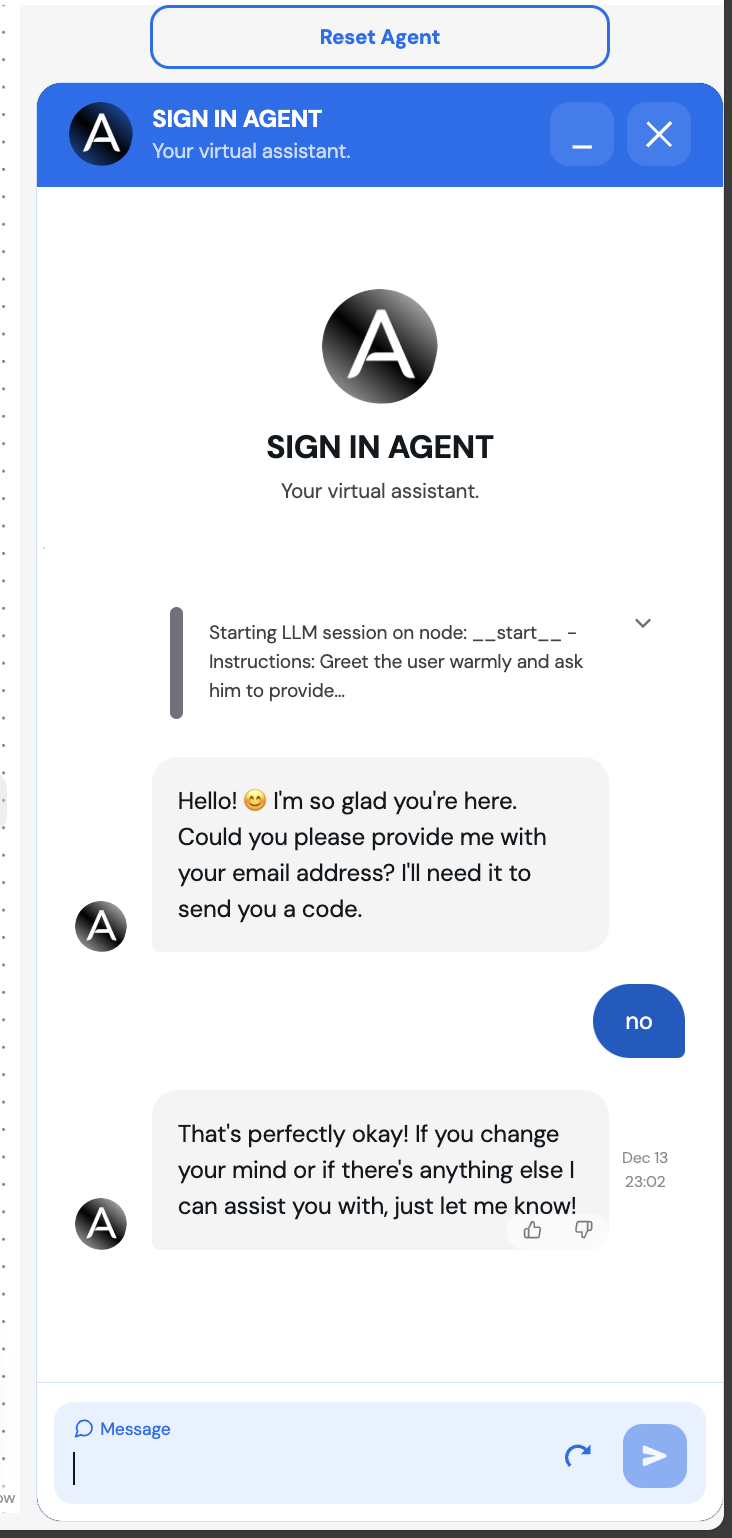 Reset Agent
SIGN IN AGENT
Your virtual assistant.
SIGN IN AGENT
Your virtual assistant.
Starting LLM session on node: __start__ -
Instructions: Greet the user warmly and ask
him to provide...
Hello! 😊 I'm so glad you're here.
Could you please provide me with
your email address? I'll need it to
send you a code.
no
That's perfectly okay! If you change
your mind or if there's anything else I
can assist you with, just let me know!
Dec 13
23:02
Message